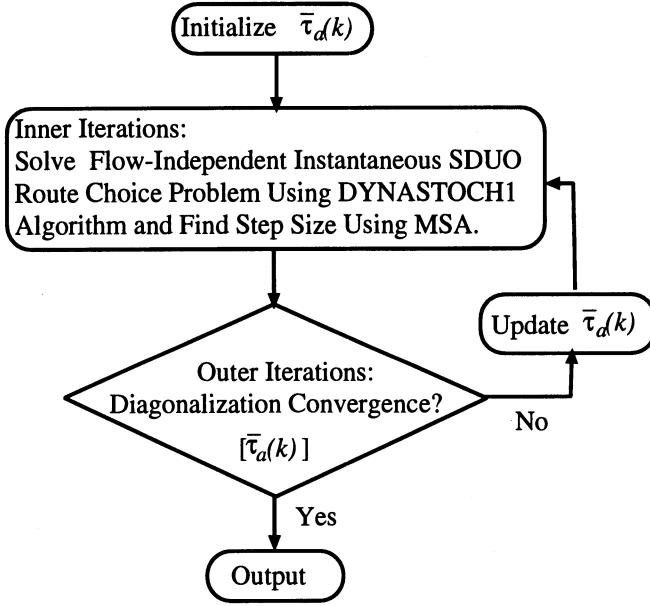 Initialize τ̄ₐ(k)
Inner Iterations:
Solve Flow-Independent Instantaneous SDUO
Route Choice Problem Using DYNASTOCH1
Algorithm and Find Step Size Using MSA.
Update τ̄ₐ(k)
Outer Iterations:
Diagonalization Convergence?
[τ̄ₐ(k)]
No
Yes
Output